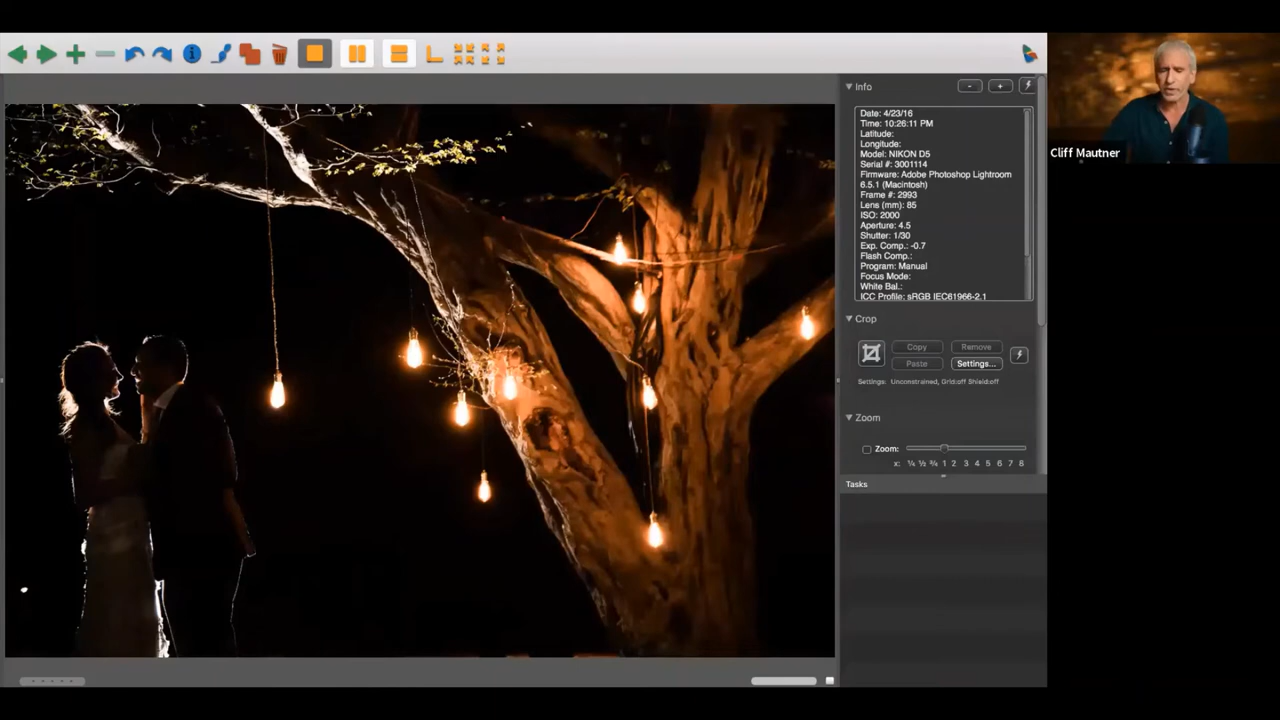 Info
-
+
Date: 4/23/16
Time: 10:26:11 PM
Latitude:
Longitude:
Model: NIKON D5
Serial #: 3001114
Firmware: Adobe Photoshop Lightroom
6.5.1 (Macintosh)
Frame #: 2993
Lens (mm): 85
ISO: 2000
Aperture: 4.5
Shutter: 1/30
Exp. Comp.: -0.7
Flash Comp.:
Program: Manual
Focus Mode:
White Bal.:
ICC Profile: sRGB IEC61966-2.1
Crop
Copy
Remove
Paste
Settings...
Settings: Unconstrained, Grid:off Shield:off
Zoom
Zoom:
x: ¼ ½ ¾ 1 2 3 4 5 6 7 8
Tasks
Cliff Mautner